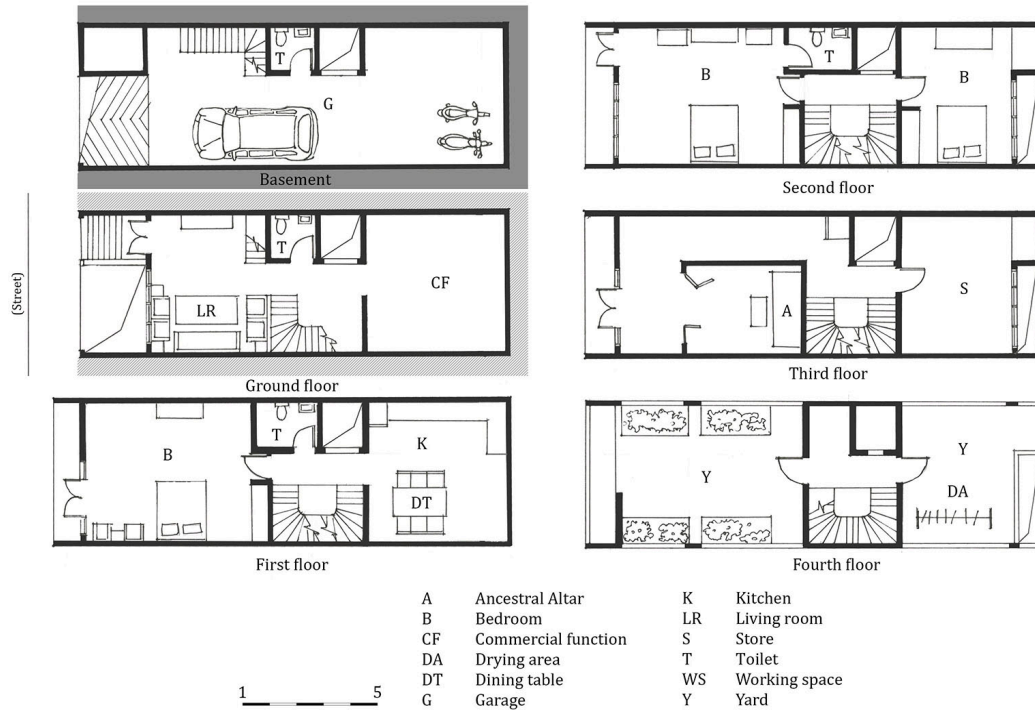 T
G
Basement
B
T
B
Second floor
(Street)
T
LR
CF
Ground floor
A
S
Third floor
B
T
K
DT
First floor
Y
Y
DA
Fourth floor
A Ancestral Altar
B Bedroom
CF Commercial function
DA Drying area
DT Dining table
G Garage
K Kitchen
LR Living room
S Store
T Toilet
WS Working space
Y Yard
1 5